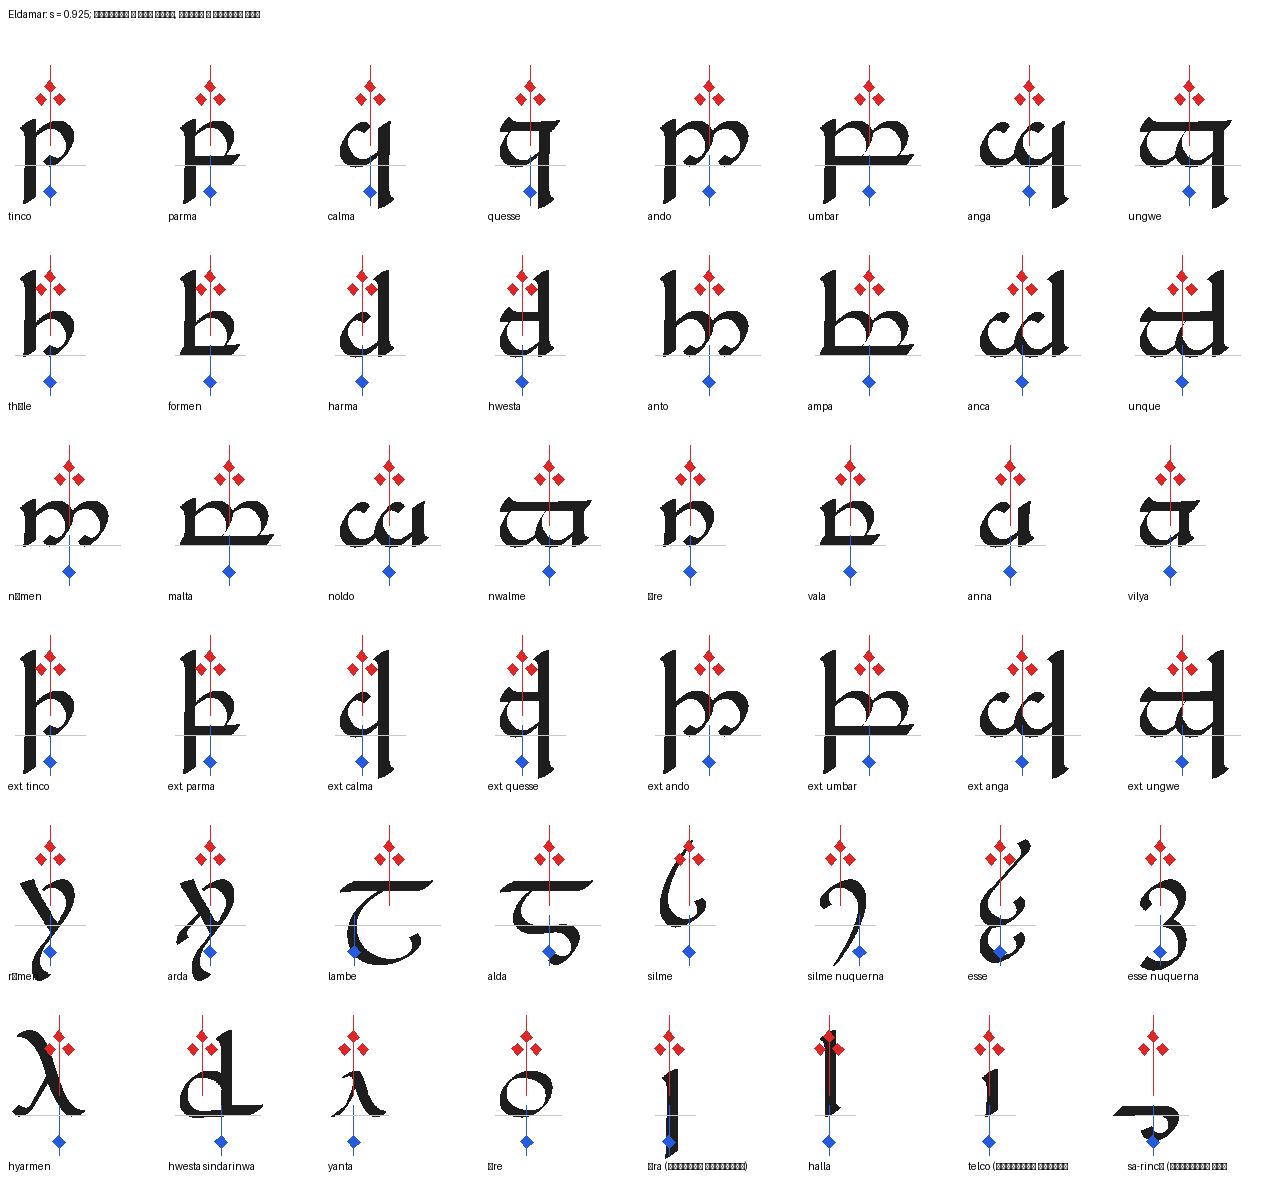 Eldamar: s = 0.925;
tinco parma calma quesse ando umbar anga ungwe
formen harma hwesta anto ampa anca unque
malta noldo nwalme vala anna vilya
ext. tinco ext. parma ext. calma ext. quesse ext. ando ext. umbar ext. anga ext. ungwe
arda lambe alda silme silme nuquerna esse esse nuquerna
hyarmen hwesta sindarinwa yanta halla telco